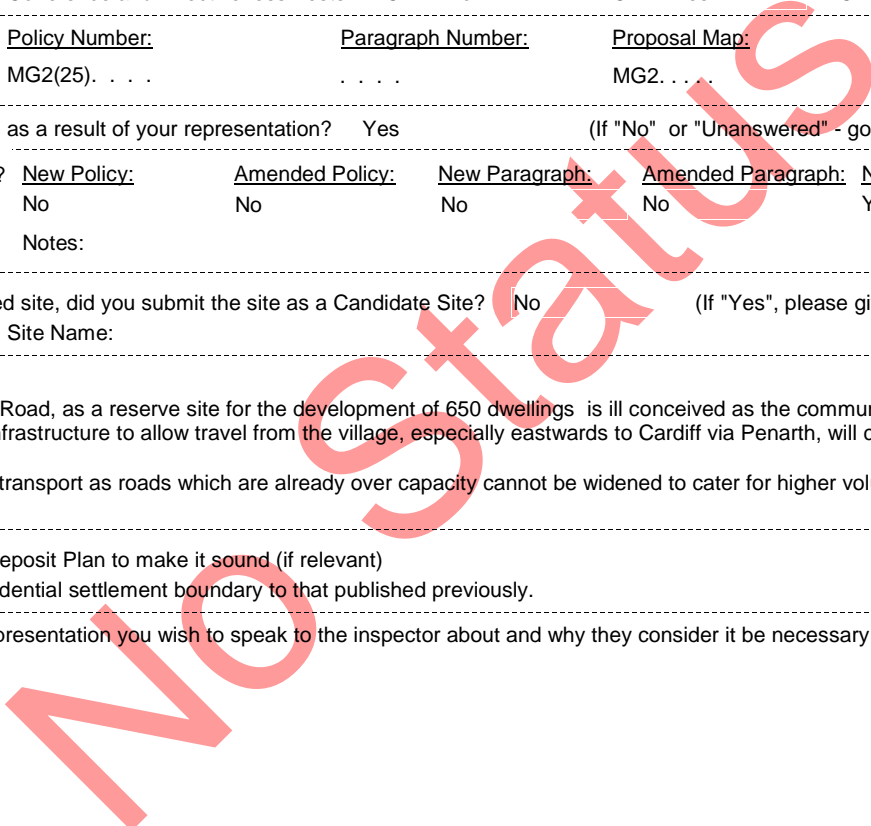 Policy Number: Paragraph Number: Proposal Map:
MG2(25). . . . . . . . MG2. . . . .
as a result of your representation? Yes (If "No" or "Unanswered" - go
? New Policy: Amended Policy: New Paragraph: Amended Paragraph: N
No No No No Y
Notes:
ed site, did you submit the site as a Candidate Site? No (If "Yes", please gi
Site Name:
Road, as a reserve site for the development of 650 dwellings is ill conceived as the commun
nfrastructure to allow travel from the village, especially eastwards to Cardiff via Penarth, will c
transport as roads which are already over capacity cannot be widened to cater for higher volu
eposit Plan to make it sound (if relevant)
dential settlement boundary to that published previously.
presentation you wish to speak to the inspector about and why they consider it be necessary
No Status